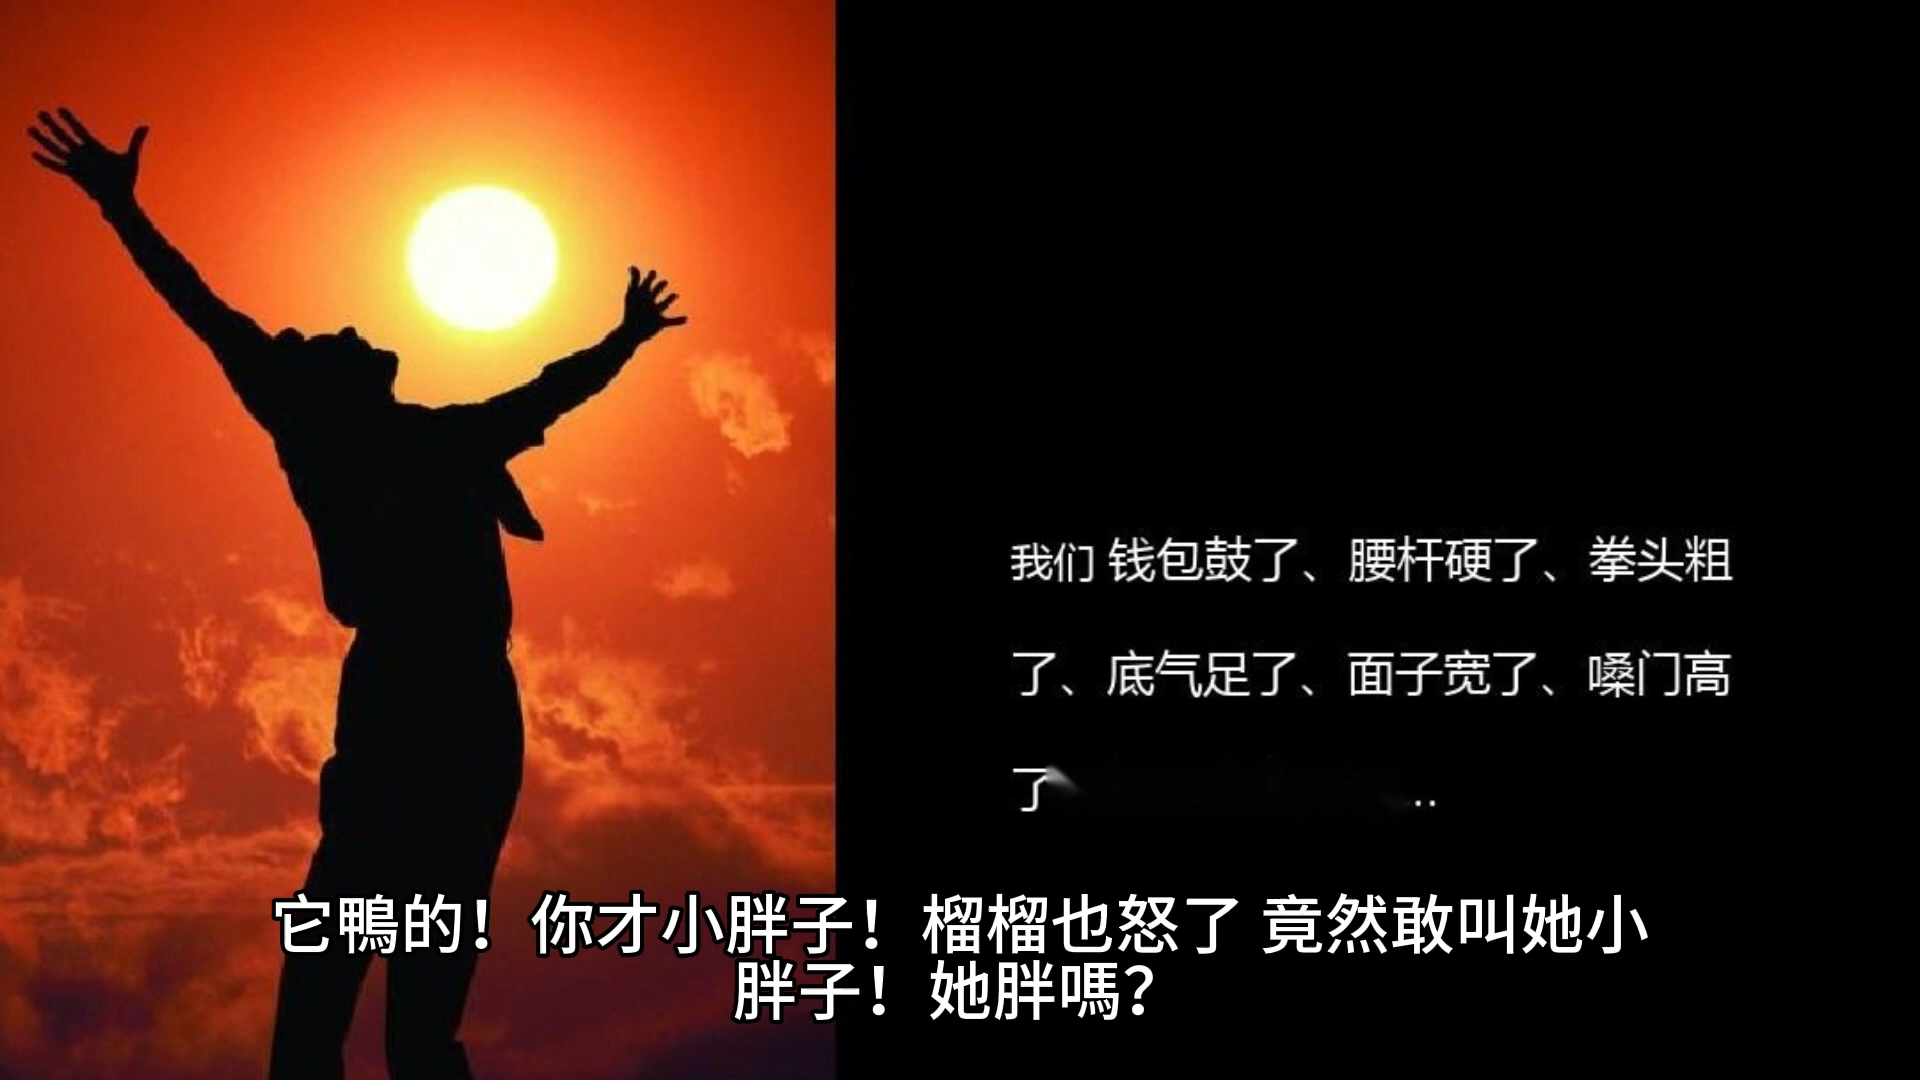 我们 钱包鼓了、腰杆硬了、拳头粗
了、底气足了、面子宽了、嗓门高
了 ..
它鴨的！你才小胖子！榴榴也怒了 竟然敢叫她小
胖子！她胖嗎？